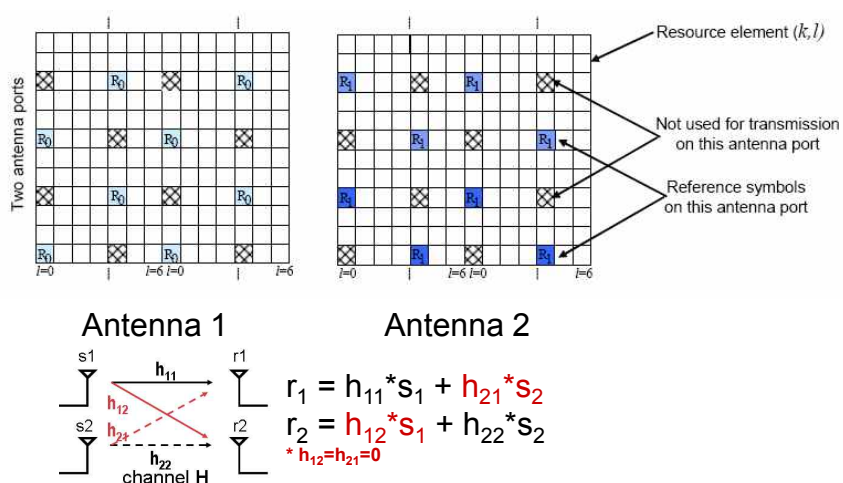 Two antenna ports
l l
R0 R0
R0 R0
R0 R0
R0 R0
l=0 l l=6 l=0 l l=6
l l
R1 R1
R1 R1
R1 R1
R1 R1
l=0 l l=6 l=0 l l=6
Resource element (k,l)
Not used for transmission
on this antenna port
Reference symbols
on this antenna port
Antenna 1
Antenna 2
s1 h11 r1
h12
s2 h21 r2
h22
channel H
r1 = h11*s1 + h21*s2
r2 = h12*s1 + h22*s2
* h12=h21=0